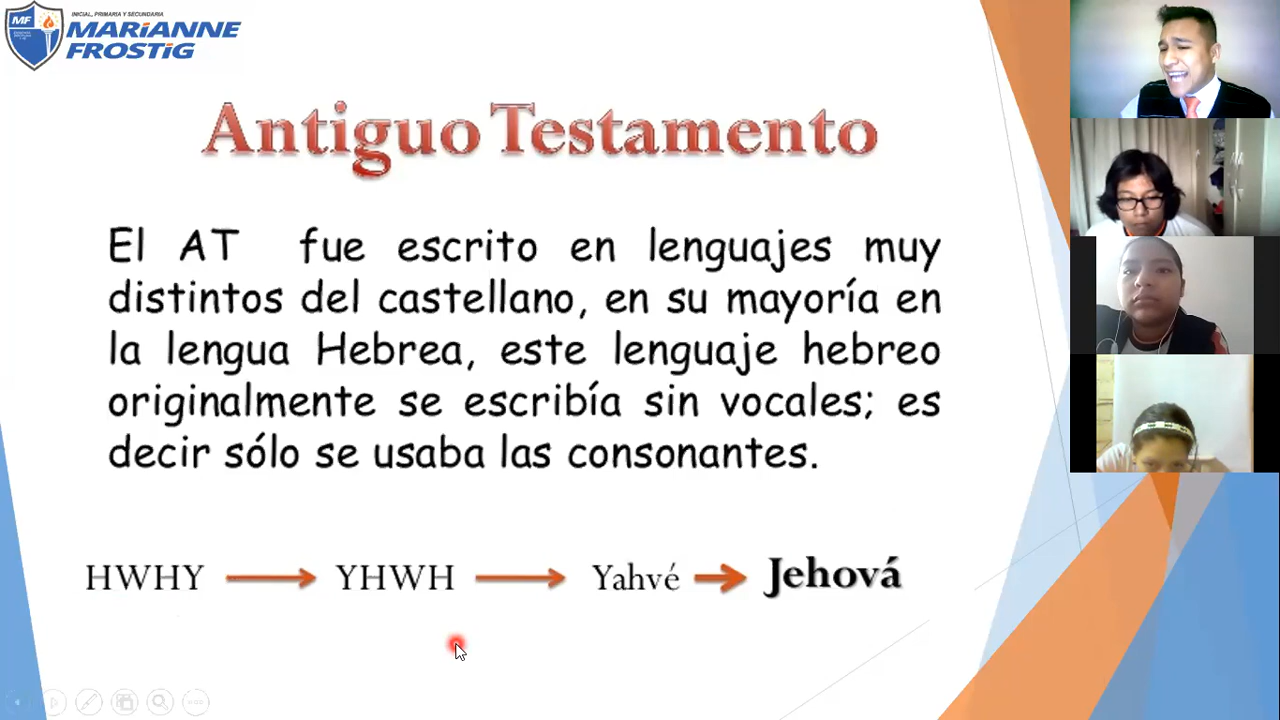 INICIAL, PRIMARIA Y SECUNDARIA
MF
MARiANNE
FROSTiG
Antiguo Testamento
El AT fue escrito en lenguajes muy
distintos del castellano, en su mayoría en
la lengua Hebrea, este lenguaje hebreo
originalmente se escribía sin vocales; es
decir sólo se usaba las consonantes.
HWHY YHWH Yahvé Jehová